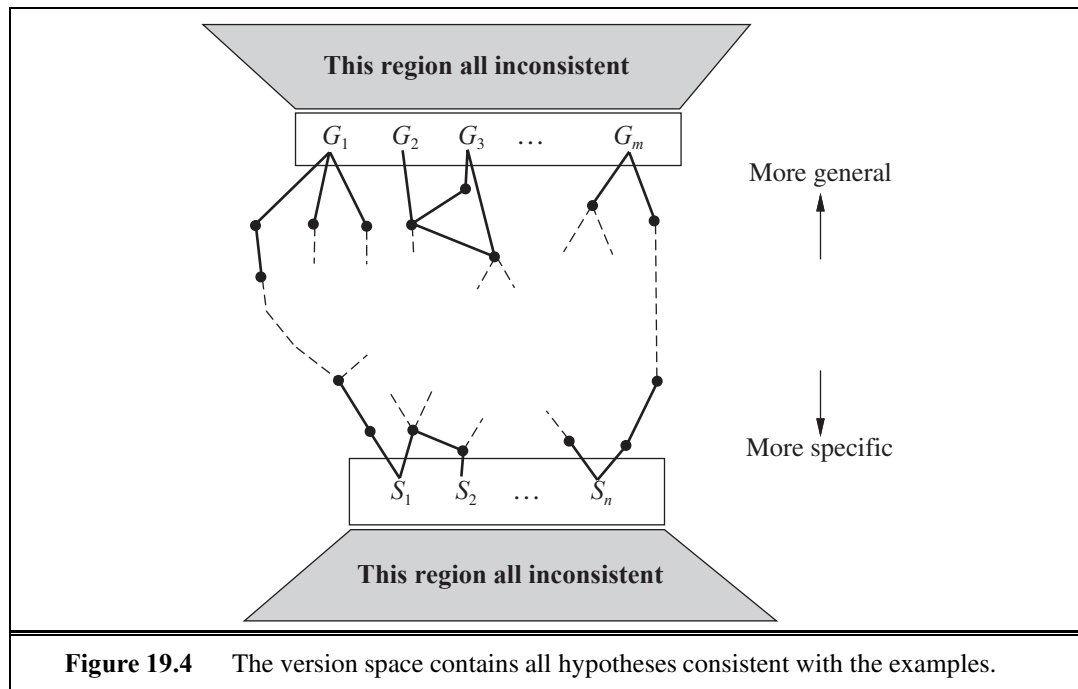 This region all inconsistent
G₁ G₂ G₃ … Gₘ
More general
More specific
S₁ S₂ … Sₙ
This region all inconsistent
Figure 19.4 The version space contains all hypotheses consistent with the examples.